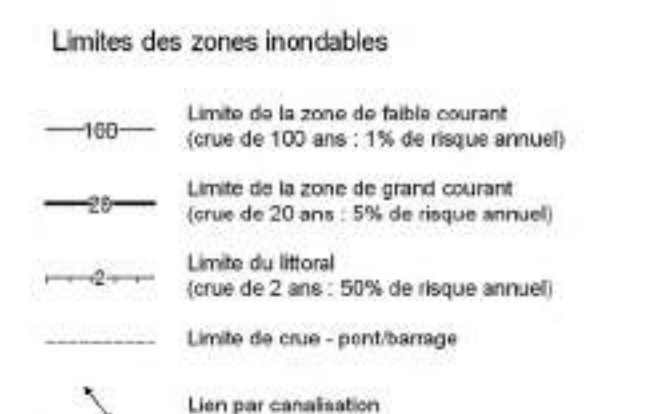 Limites des zones inondables
100
Limite de la zone de faible courant
(crue de 100 ans : 1% de risque annuel)
20
Limite de la zone de grand courant
(crue de 20 ans : 5% de risque annuel)
2
Limite du littoral
(crue de 2 ans : 50% de risque annuel)
Limite de crue - pont/barrage
Lien par canalisation